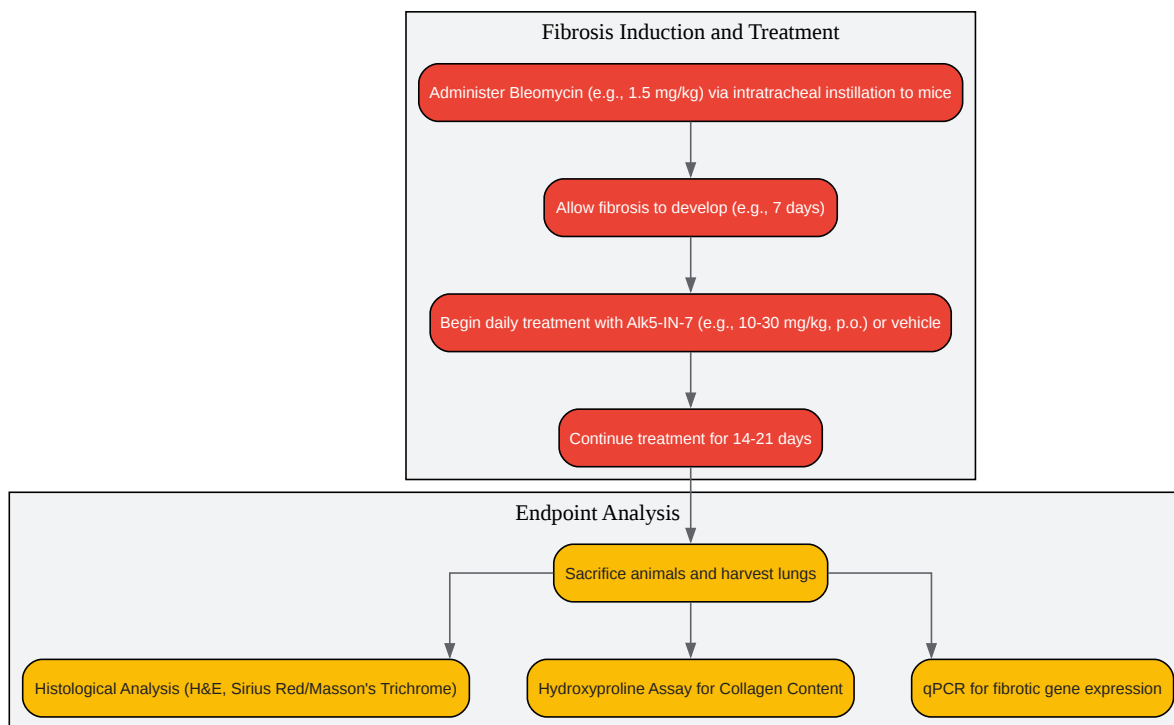 Fibrosis Induction and Treatment
Administer Bleomycin (e.g., 1.5 mg/kg) via intratracheal instillation to mice
Allow fibrosis to develop (e.g., 7 days)
Begin daily treatment with Alk5-IN-7 (e.g., 10-30 mg/kg, p.o.) or vehicle
Continue treatment for 14-21 days
Endpoint Analysis
Sacrifice animals and harvest lungs
Histological Analysis (H&E, Sirius Red/Masson's Trichrome)
Hydroxyproline Assay for Collagen Content
qPCR for fibrotic gene expression